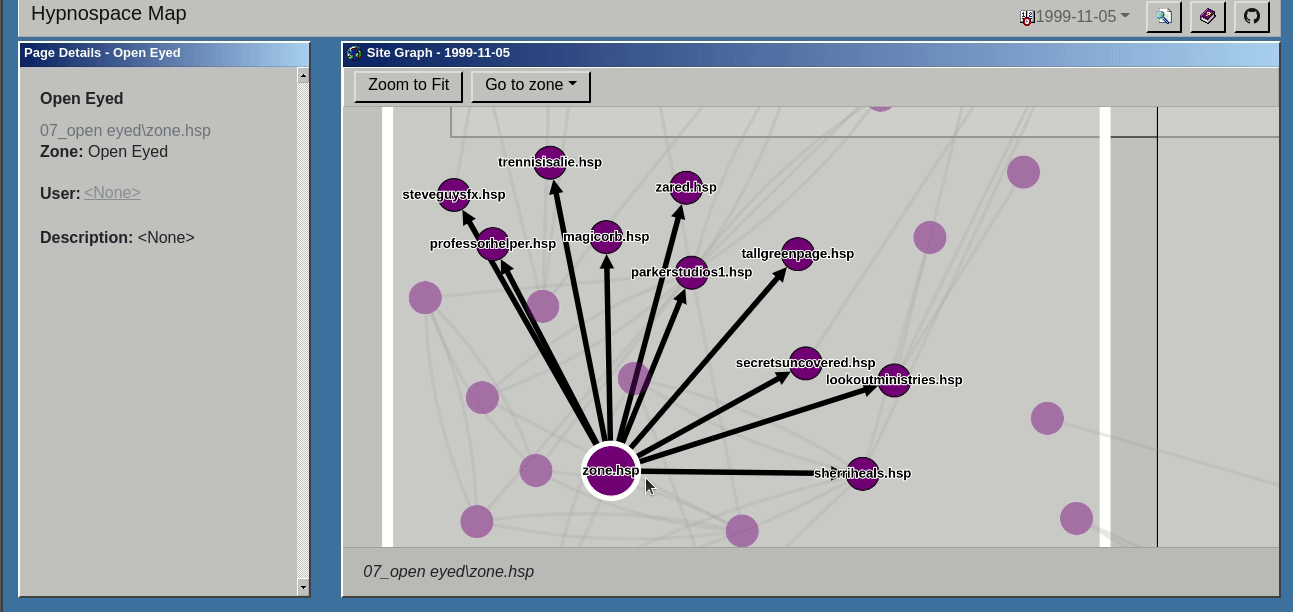 Hypnospace Map
1999-11-05
Page Details - Open Eyed
Open Eyed
07_open eyed\zone.hsp
Zone: Open Eyed
User: <None>
Description: <None>
Site Graph - 1999-11-05
Zoom to Fit
Go to zone
trennisisalie.hsp
steveguysfx.hsp
zared.hsp
professorhelper.hsp
magicorb.hsp
tallgreenpage.hsp
parkerstudios1.hsp
secretsuncovered.hsp
lookoutministries.hsp
zone.hsp
sherriheals.hsp
07_open eyed\zone.hsp